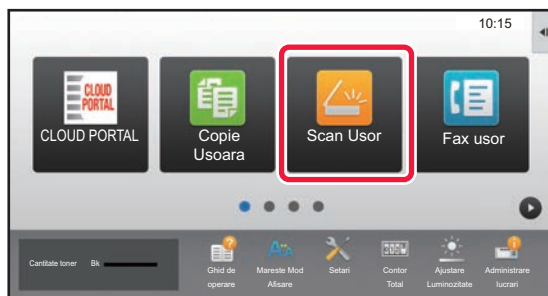 10:15
CLOUD
PORTAL
CLOUD PORTAL
Copie
Usoara
Scan Usor
Fax usor
Cantitate toner Bk
Ghid de
operare
Mareste Mod
Afisare
Setari
Contor
Total
Ajustare
Luminozitate
Administrare
lucrari